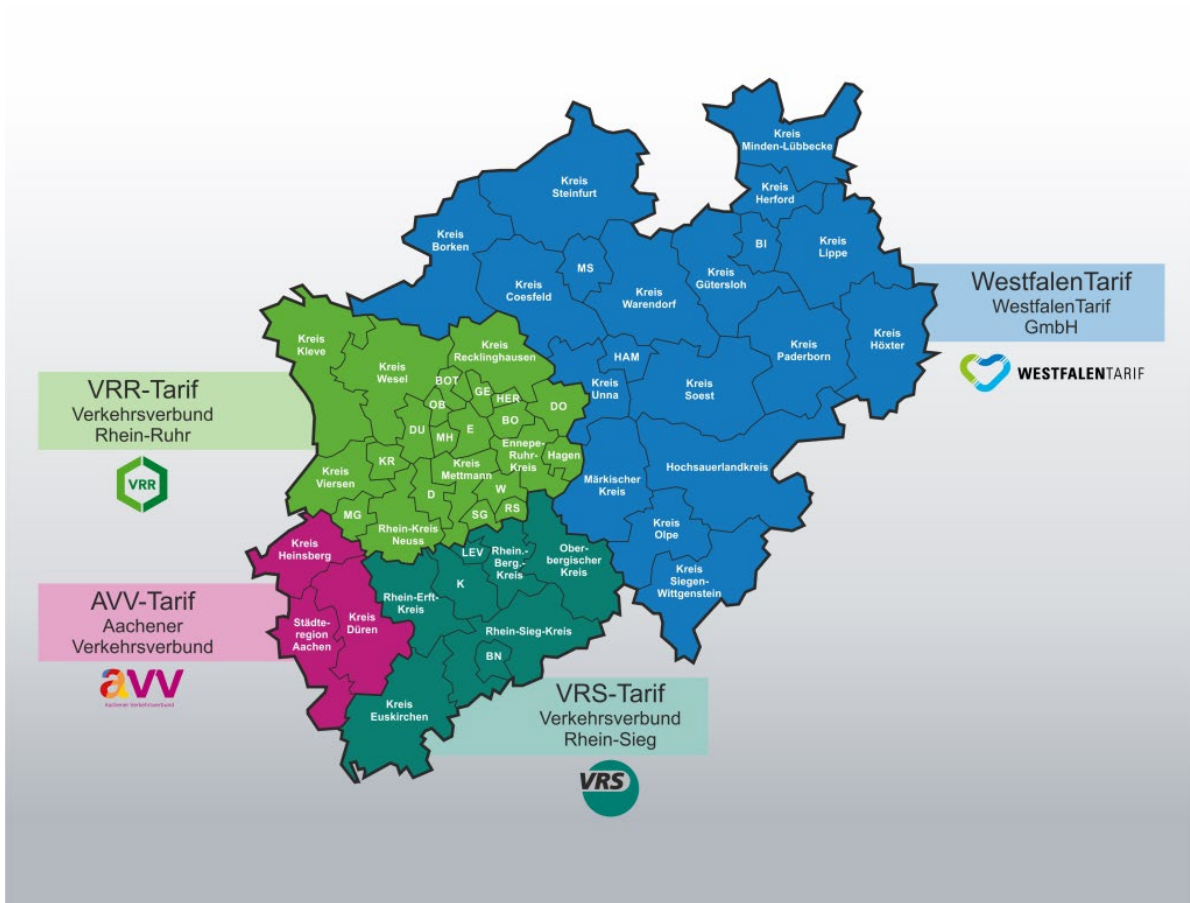 Kreis
Minden-Lübbecke
Kreis
Steinfurt
Kreis
Herford
Kreis
Borken
BI
Kreis
Lippe
MS
Kreis
Coesfeld
Kreis
Gütersloh
Kreis
Warendorf
WestfalenTarif
WestfalenTarif
GmbH
WESTFALENTARIF
Kreis
Höxter
Kreis
Paderborn
Kreis
Kleve
Kreis
Recklinghausen
HAM
Kreis
Wesel
Kreis
Unna
Kreis
Soest
VRR-Tarif
Verkehrsverbund
Rhein-Ruhr
VRR
BOT
GE
HER
OB
DO
BO
DU
MH
E
Ennepe-
Ruhr-
Kreis
Hagen
KR
Kreis
Mettmann
Kreis
Viersen
D
W
MG
SG
RS
Rhein-Kreis
Neuss
Märkischer
Kreis
Hochsauerlandkreis
Kreis
Olpe
Kreis
Siegen-
Wittgenstein
Kreis
Heinsberg
LEV
Rhein.-
Berg.-
Kreis
Ober-
bergischer
Kreis
K
Rhein-Erft-
Kreis
AVV-Tarif
Aachener
Verkehrsverbund
avv
Aachener Verkehrsverbund
Städte-
region
Aachen
Kreis
Düren
Rhein-Sieg-Kreis
BN
Kreis
Euskirchen
VRS-Tarif
Verkehrsverbund
Rhein-Sieg
VRS